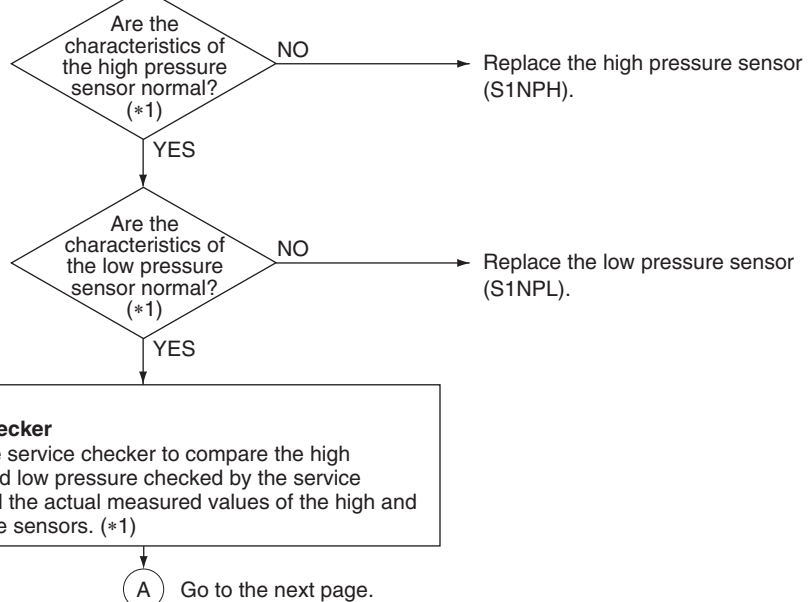 Are the
characteristics of
the high pressure
sensor normal?
(*1)
NO
Replace the high pressure sensor
(S1NPH).
YES
Are the
characteristics of
the low pressure
sensor normal?
(*1)
NO
Replace the low pressure sensor
(S1NPL).
YES
service checker to compare the high
low pressure checked by the service
the actual measured values of the high and
sensors. (*1)
A Go to the next page.